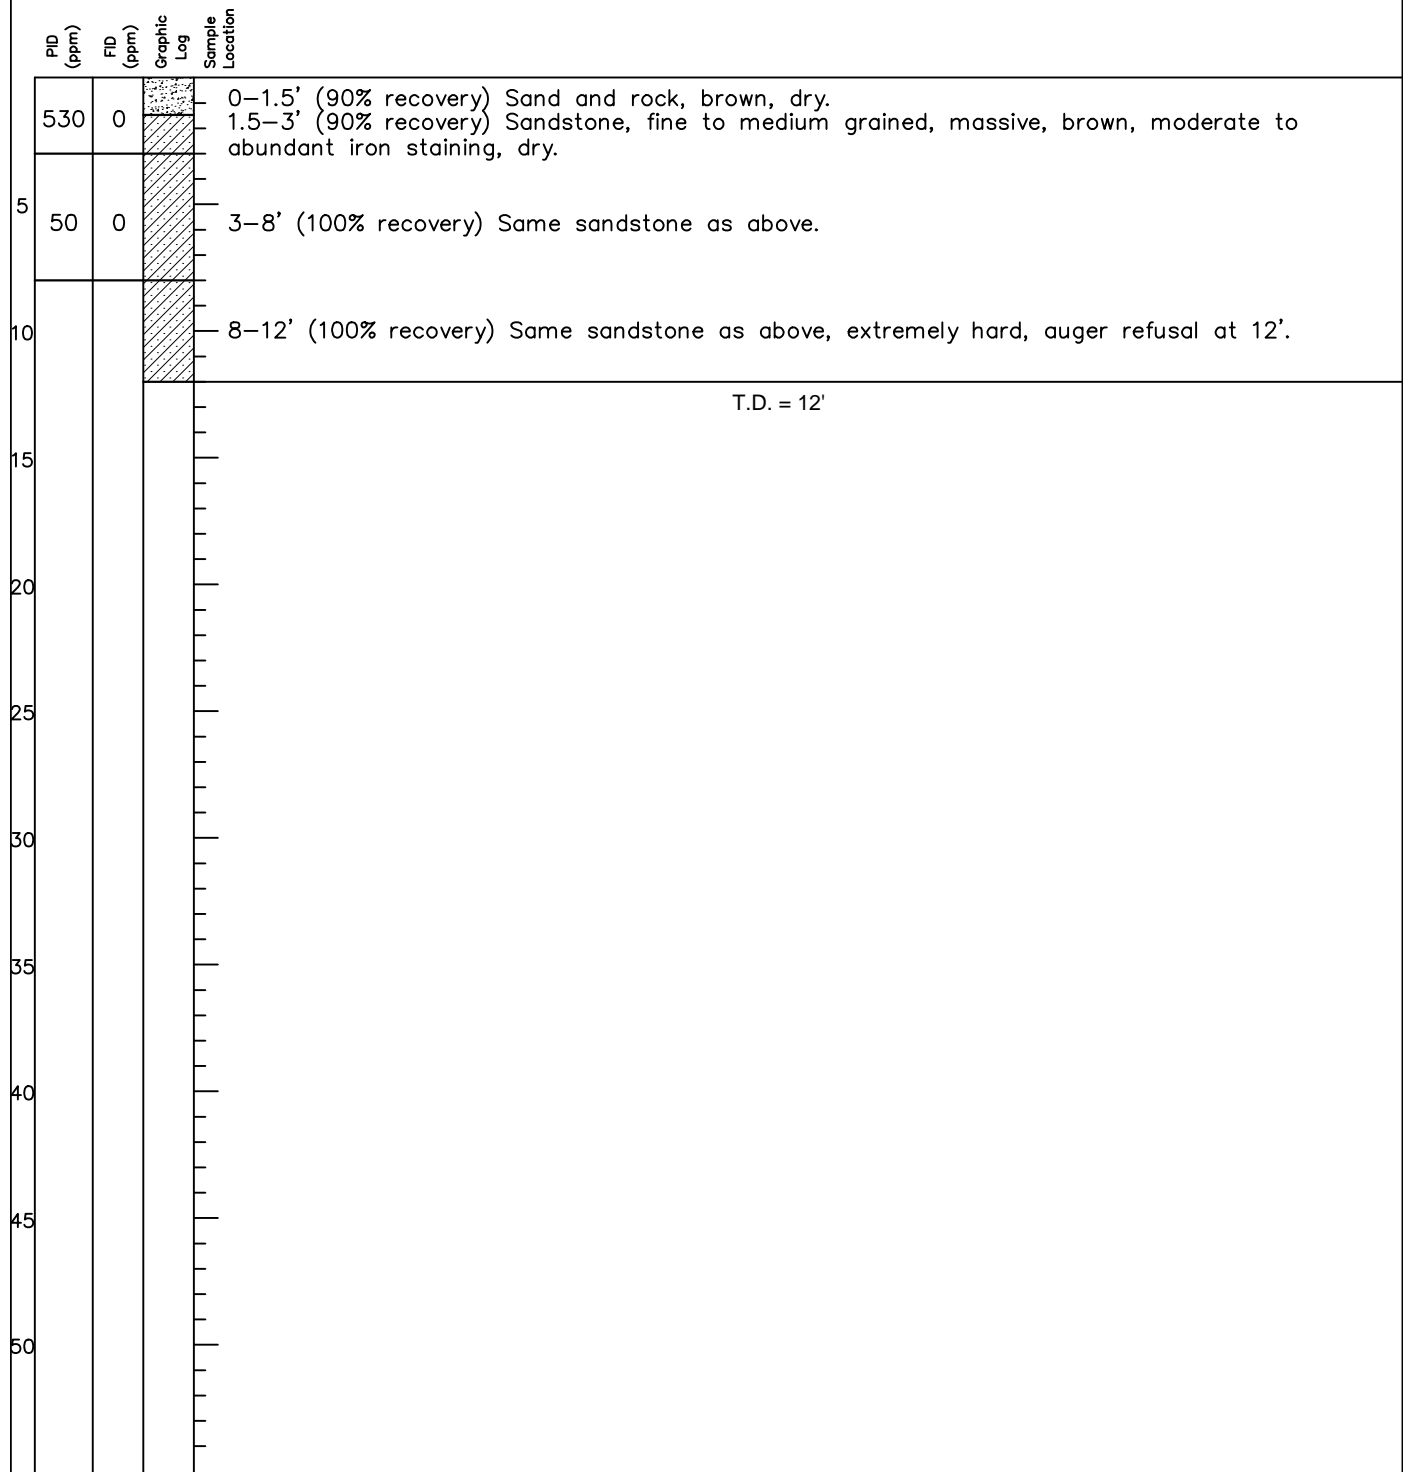 PID
(ppm)
FID
(ppm)
Graphic
Log
Sample
Location
530
0
0–1.5’ (90% recovery) Sand and rock, brown, dry.
1.5–3’ (90% recovery) Sandstone, fine to medium grained, massive, brown, moderate to
abundant iron staining, dry.
5
50
0
3–8’ (100% recovery) Same sandstone as above.
10
8–12’ (100% recovery) Same sandstone as above, extremely hard, auger refusal at 12’.
T.D. = 12'
15
20
25
30
35
40
45
50